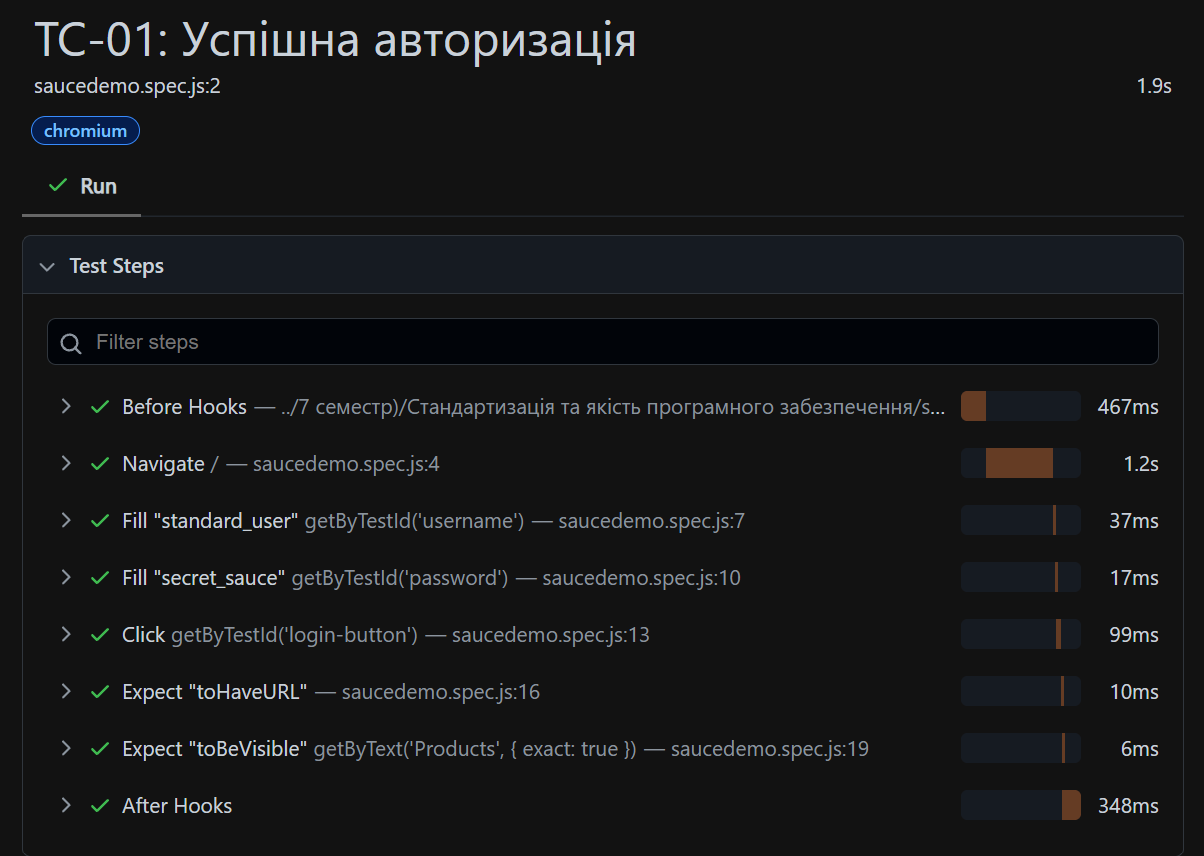 TC-01: Успішна авторизація
saucedemo.spec.js:2 1.9s
chromium
Run
Test Steps
Filter steps
Before Hooks — ../7 семестр)/Стандартизація та якість програмного забезпечення/s... 467ms
Navigate / — saucedemo.spec.js:4 1.2s
Fill "standard_user" getByTestId('username') — saucedemo.spec.js:7 37ms
Fill "secret_sauce" getByTestId('password') — saucedemo.spec.js:10 17ms
Click getByTestId('login-button') — saucedemo.spec.js:13 99ms
Expect "toHaveURL" — saucedemo.spec.js:16 10ms
Expect "toBeVisible" getByText('Products', { exact: true }) — saucedemo.spec.js:19 6ms
After Hooks 348ms